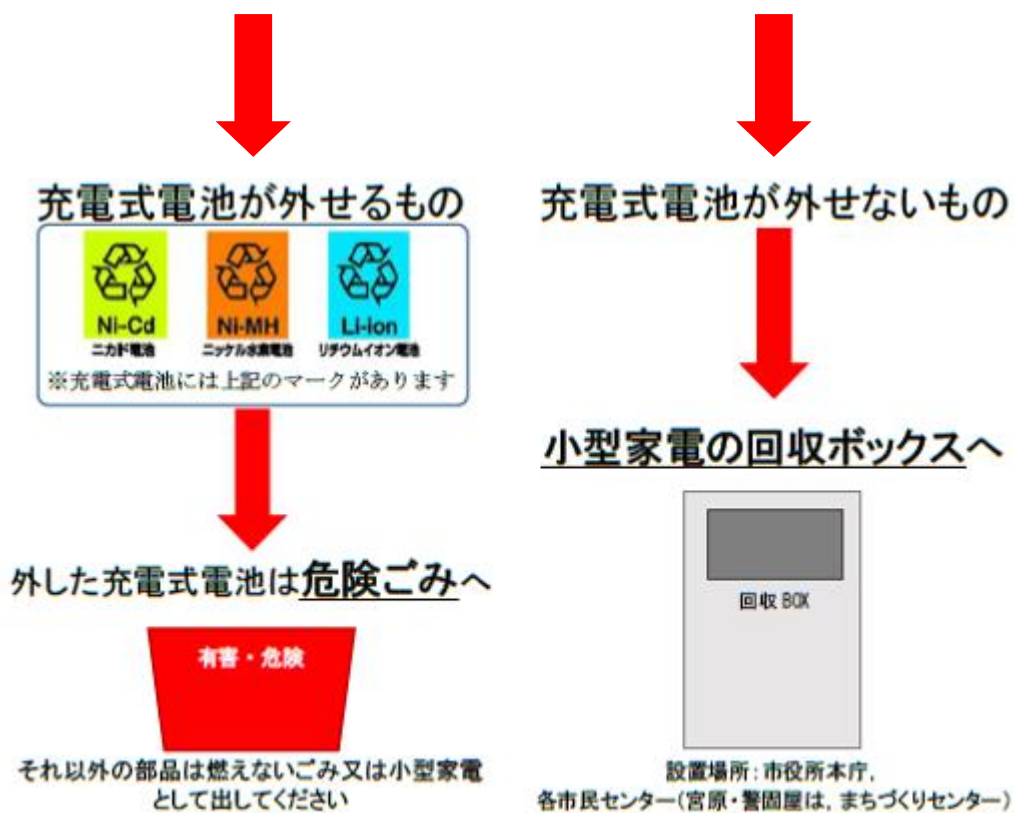 充電式電池が外せるもの
Ni-Cd
ニカド電池
Ni-MH
ニッケル水素電池
Li-ion
リチウムイオン電池
※充電式電池には上記のマークがあります
外した充電式電池は危険ごみへ
有害・危険
それ以外の部品は燃えないごみ又は小型家電
として出してください
充電式電池が外せないもの
小型家電の回収ボックスへ
回収 BOX
設置場所:市役所本庁,
各市民センター(宮原・警固屋は,まちづくりセンター)